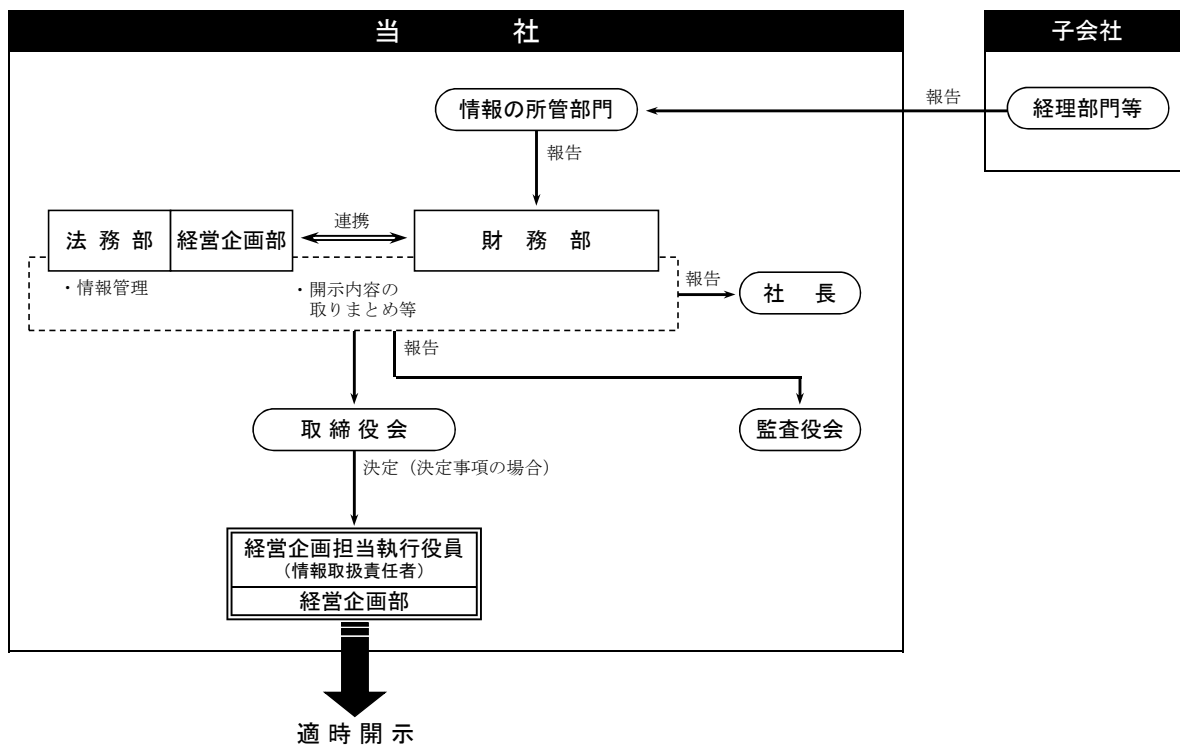 当 社
子会社
情報の所管部門
報告
経理部門等
報告
法務部
経営企画部
連携
財務部
・情報管理
・開示内容の
取りまとめ等
報告
社長
報告
取締役会
監査役会
決定（決定事項の場合）
経営企画担当執行役員
（情報取扱責任者）
経営企画部
適時開示